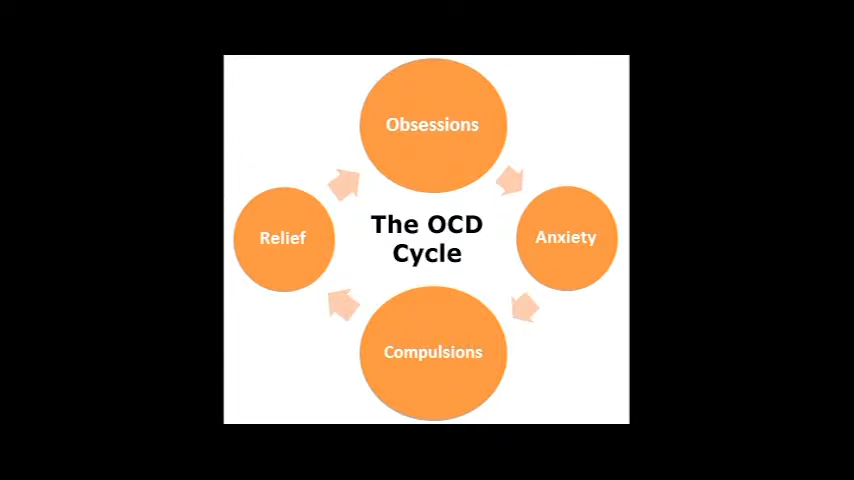 Obsessions
The OCD
Cycle
Relief
Anxiety
Compulsions